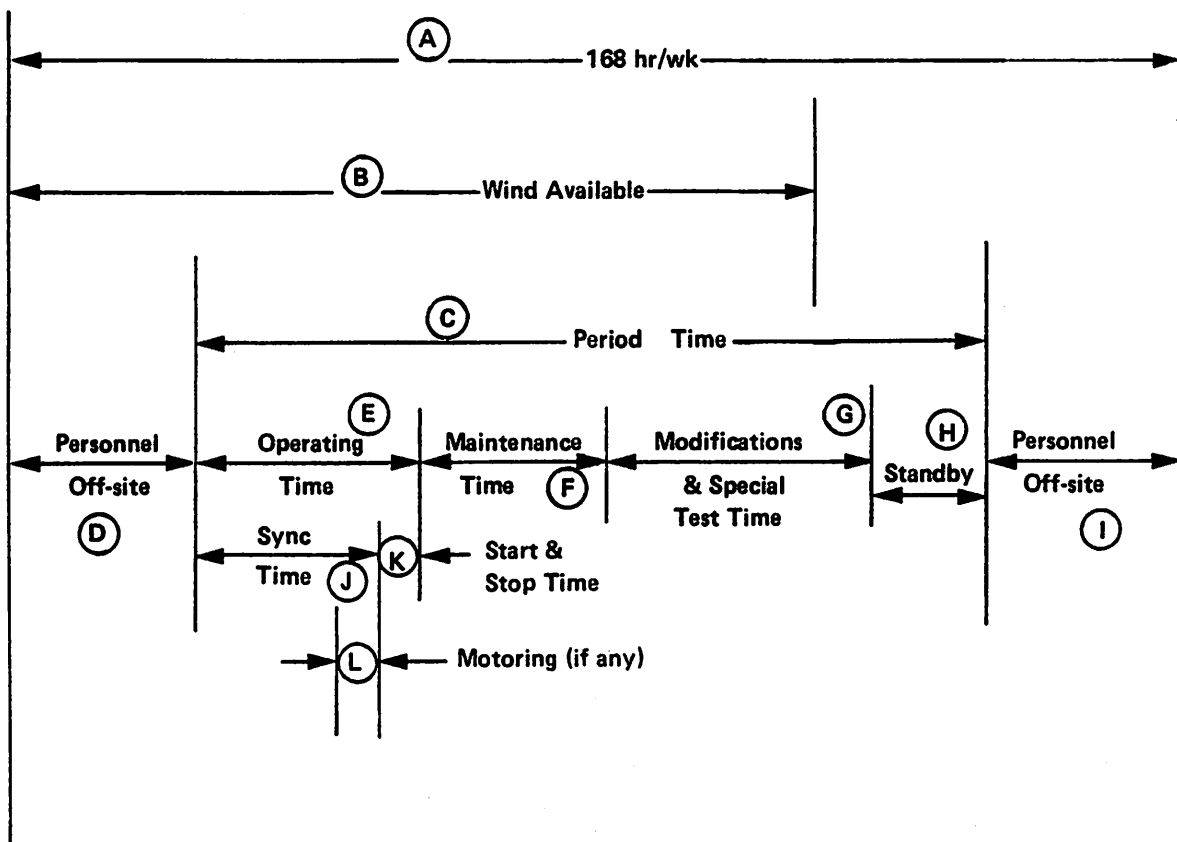 A
168 hr/wk
B
Wind Available
C
Period Time
E
G
H
Personnel
Off-site
D
Operating
Time
Maintenance
Time
F
Modifications
& Special
Test Time
Standby
Personnel
Off-site
I
Sync
Time
J
K
Start &
Stop Time
L
Motoring (if any)